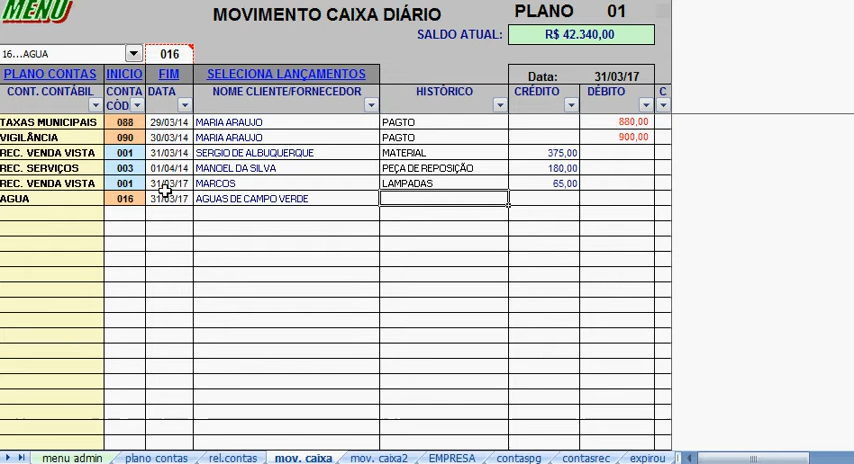 MENU
MOVIMENTO CAIXA DIÁRIO
PLANO 01
SALDO ATUAL: R$ 42.340,00
16...AGUA 016
PLANO CONTAS INICIO FIM SELECIONA LANÇAMENTOS Data: 31/03/17
CONT. CONTÁBIL CONTA CÓD DATA NOME CLIENTE/FORNECEDOR HISTÓRICO CRÉDITO DÉBITO C
TAXAS MUNICIPAIS 088 29/03/14 MARIA ARAUJO PAGTO 880,00
VIGILÂNCIA 090 30/03/14 MARIA ARAUJO PAGTO 900,00
REC. VENDA VISTA 001 31/03/14 SERGIO DE ALBUQUERQUE MATERIAL 375,00
REC. SERVIÇOS 003 01/04/14 MANOEL DA SILVA PEÇA DE REPOSIÇÃO 180,00
REC. VENDA VISTA 001 31/03/17 MARCOS LAMPADAS 65,00
AGUA 016 31/03/17 AGUAS DE CAMPO VERDE
menu admin plano contas rel.contas mov. caixa mov. caixa2 EMPRESA contaspg contasrec expirou